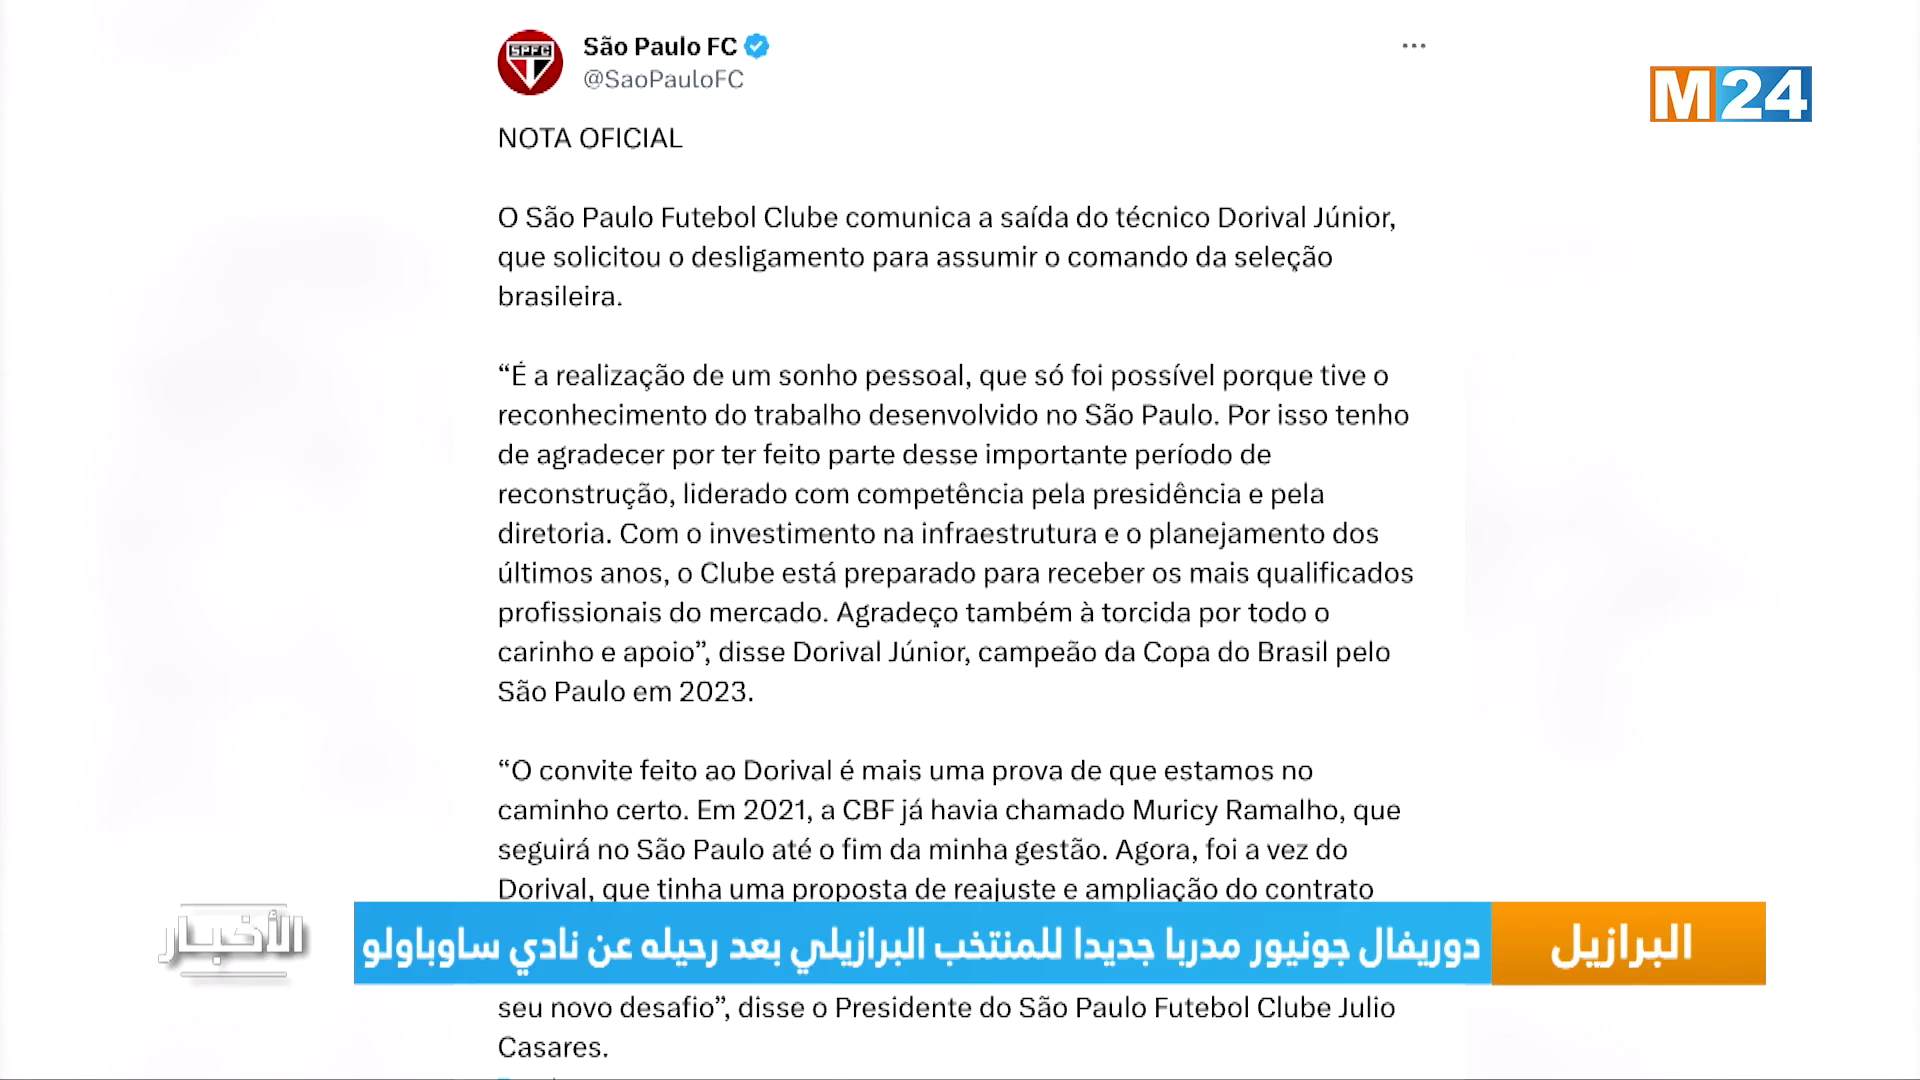 São Paulo FC
@SaoPauloFC
M24
SPFC
NOTA OFICIAL
O São Paulo Futebol Clube comunica a saída do técnico Dorival Júnior,
que solicitou o desligamento para assumir o comando da seleção
brasileira.
“É a realização de um sonho pessoal, que só foi possível porque tive o
reconhecimento do trabalho desenvolvido no São Paulo. Por isso tenho
de agradecer por ter feito parte desse importante período de
reconstrução, liderado com competência pela presidência e pela
diretoria. Com o investimento na infraestrutura e o planejamento dos
últimos anos, o Clube está preparado para receber os mais qualificados
profissionais do mercado. Agradeço também à torcida por todo o
carinho e apoio”, disse Dorival Júnior, campeão da Copa do Brasil pelo
São Paulo em 2023.
“O convite feito ao Dorival é mais uma prova de que estamos no
caminho certo. Em 2021, a CBF já havia chamado Muricy Ramalho, que
seguirá no São Paulo até o fim da minha gestão. Agora, foi a vez do
Dorival, que tinha uma proposta de reajuste e ampliação do contrato
البرازيل
دوريفال جونيور مدربا جديدا للمنتخب البرازيلي بعد رحيله عن نادي ساوباولو
الأخبار
seu novo desafio”, disse o Presidente do São Paulo Futebol Clube Julio
Casares.